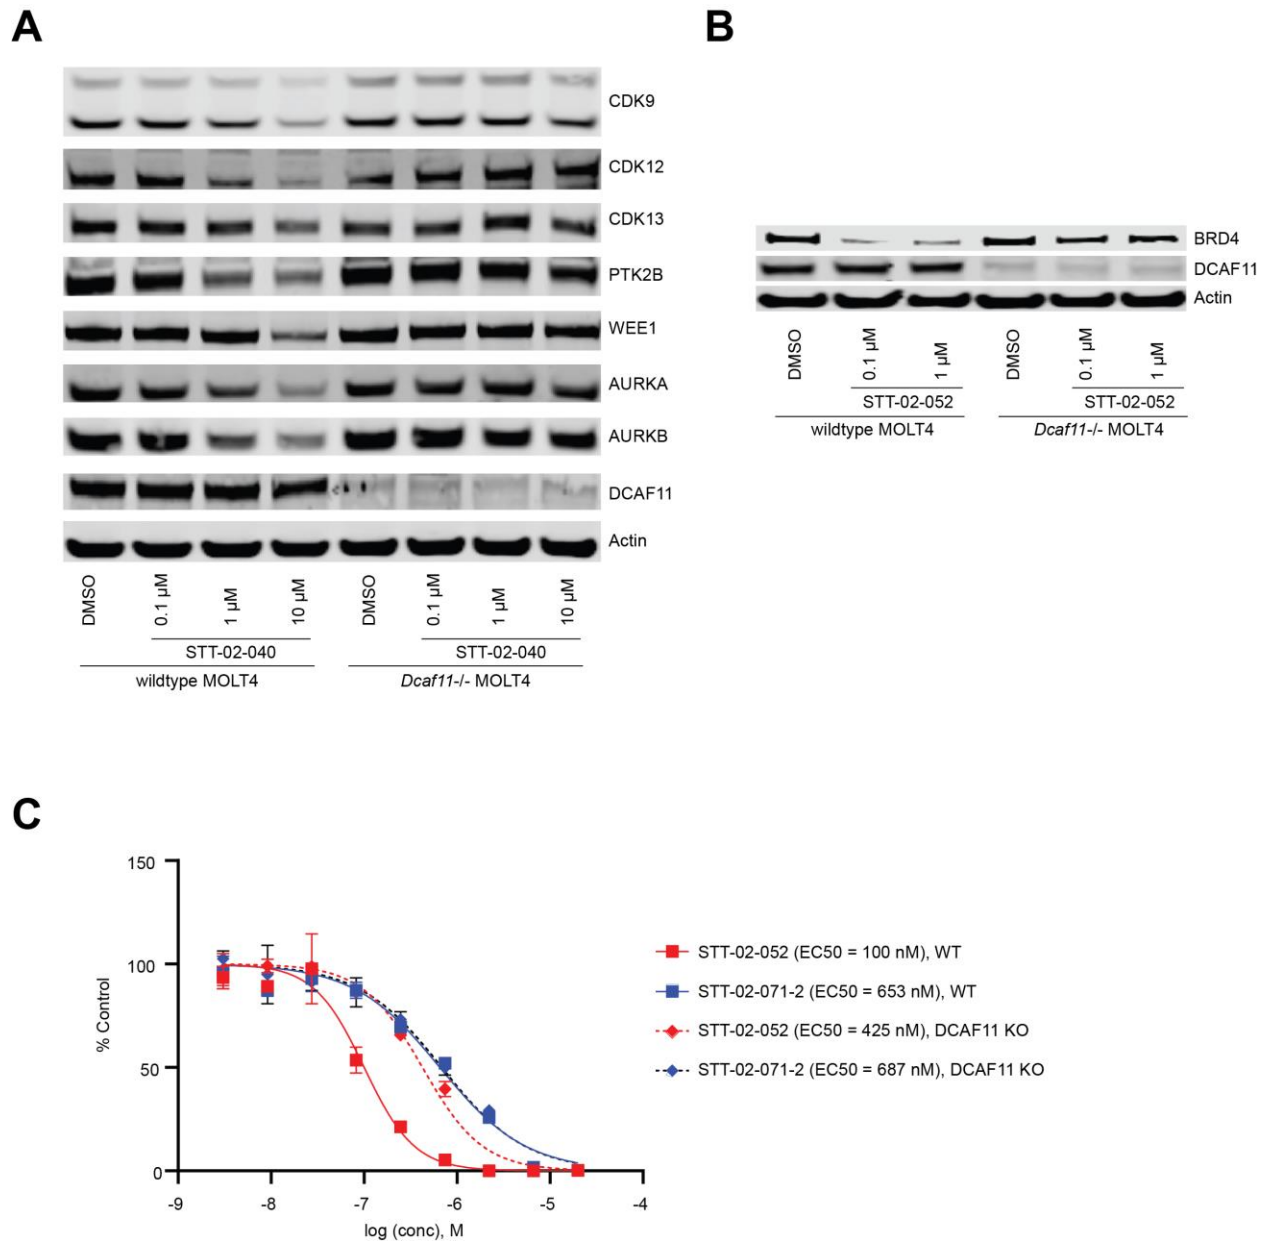 A
CDK9
CDK12
CDK13
PTK2B
WEE1
AURKA
AURKB
DCAF11
Actin
DMSO
0.1 µM
1 µM
10 µM
DMSO
0.1 µM
1 µM
10 µM
STT-02-040
STT-02-040
wildtype MOLT4
Dcaf11-/- MOLT4
B
BRD4
DCAF11
Actin
DMSO
0.1 µM
1 µM
DMSO
0.1 µM
1 µM
STT-02-052
STT-02-052
wildtype MOLT4
Dcaf11-/- MOLT4
C
150
100
50
0
% Control
-9
-8
-7
-6
-5
-4
log (conc), M
STT-02-052 (EC50 = 100 nM), WT
STT-02-071-2 (EC50 = 653 nM), WT
STT-02-052 (EC50 = 425 nM), DCAF11 KO
STT-02-071-2 (EC50 = 687 nM), DCAF11 KO